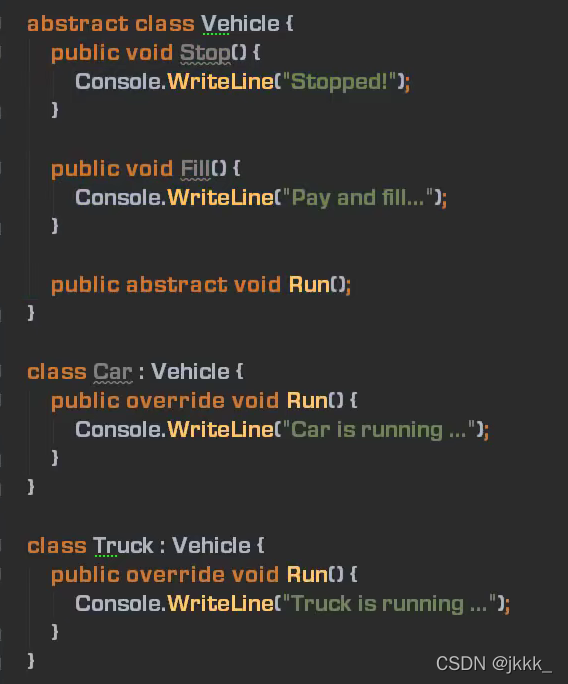 abstract class Vehicle {
public void Stop() {
Console.WriteLine("Stopped!");
}
public void Fill() {
Console.WriteLine("Pay and fill...");
}
public abstract void Run();
}
class Car : Vehicle {
public override void Run() {
Console.WriteLine("Car is running ...");
}
}
class Truck : Vehicle {
public override void Run() {
Console.WriteLine("Truck is running ...");
}
}
CSDN @jkkk_